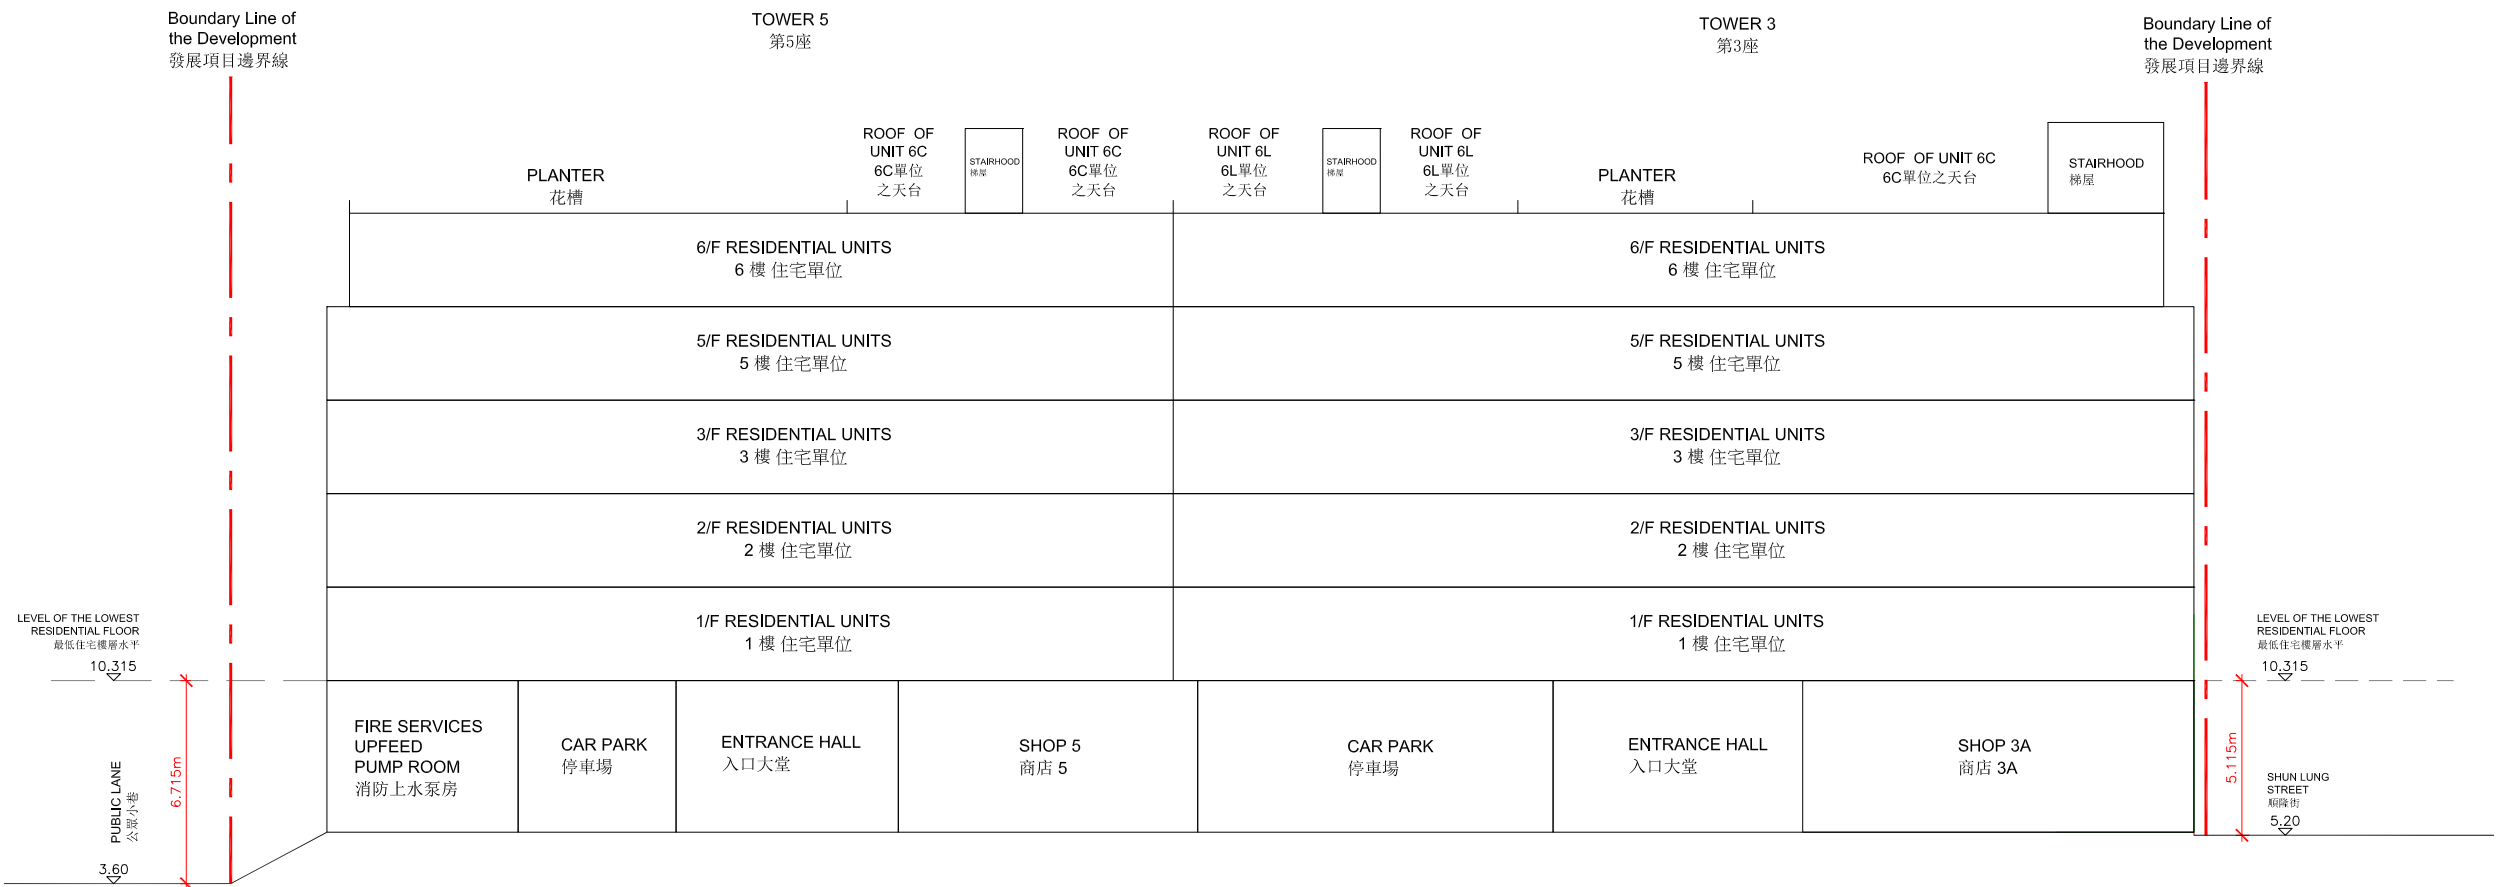 Boundary Line of
the Development
發展項目邊界線
TOWER 5
第5座
TOWER 3
第3座
Boundary Line of
the Development
發展項目邊界線
PLANTER
花槽
ROOF OF
UNIT 6C
6C單位
之天台
STAIRHOOD
梯屋
ROOF OF
UNIT 6C
6C單位
之天台
ROOF OF
UNIT 6L
6L單位
之天台
STAIRHOOD
梯屋
ROOF OF
UNIT 6L
6L單位
之天台
PLANTER
花槽
ROOF OF UNIT 6C
6C單位之天台
STAIRHOOD
梯屋
6/F RESIDENTIAL UNITS
6 樓 住宅單位
6/F RESIDENTIAL UNITS
6 樓 住宅單位
5/F RESIDENTIAL UNITS
5 樓 住宅單位
5/F RESIDENTIAL UNITS
5 樓 住宅單位
3/F RESIDENTIAL UNITS
3 樓 住宅單位
3/F RESIDENTIAL UNITS
3 樓 住宅單位
2/F RESIDENTIAL UNITS
2 樓 住宅單位
2/F RESIDENTIAL UNITS
2 樓 住宅單位
1/F RESIDENTIAL UNITS
1 樓 住宅單位
1/F RESIDENTIAL UNITS
1 樓 住宅單位
LEVEL OF THE LOWEST
RESIDENTIAL FLOOR
最低住宅樓層水平
10.315
LEVEL OF THE LOWEST
RESIDENTIAL FLOOR
最低住宅樓層水平
10.315
6.715m
PUBLIC LANE
公眾小巷
3.60
FIRE SERVICES
UPFEED
PUMP ROOM
消防上水泵房
CAR PARK
停車場
ENTRANCE HALL
入口大堂
SHOP 5
商店 5
CAR PARK
停車場
ENTRANCE HALL
入口大堂
SHOP 3A
商店 3A
5.115m
SHUN LUNG
STREET
順隆街
5.20